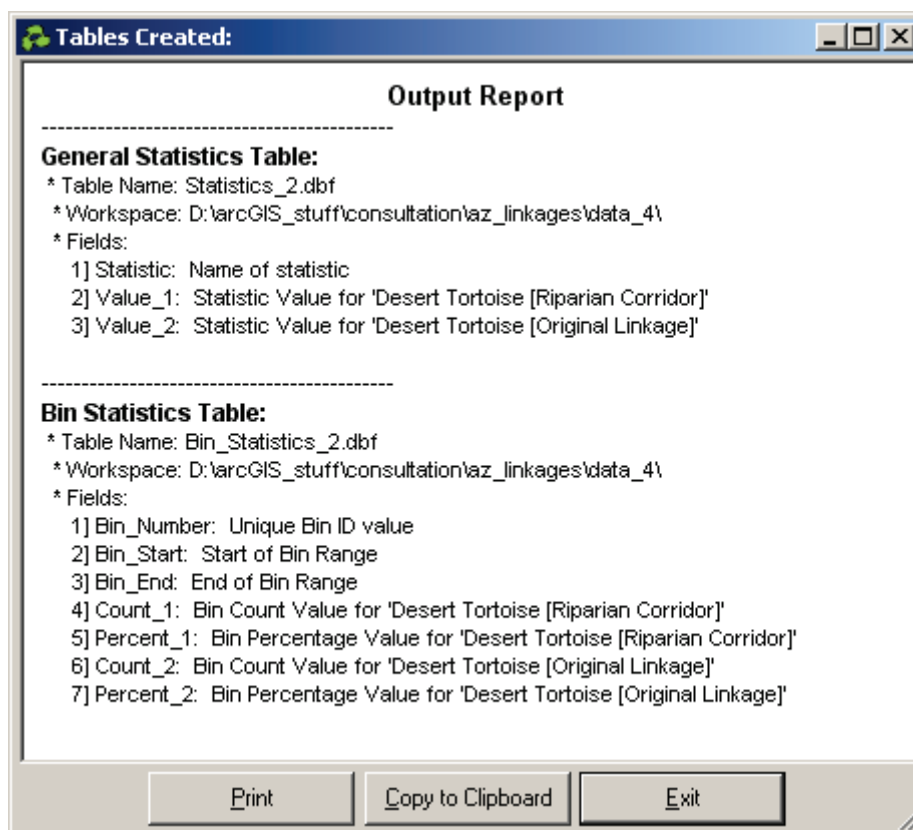 Tables Created:
Output Report
--------------------------------------------
General Statistics Table:
* Table Name: Statistics_2.dbf
* Workspace: D:\arcGIS_stuff\consultation\az_linkages\data_4\
* Fields:
1] Statistic:  Name of statistic
2] Value_1:  Statistic Value for 'Desert Tortoise [Riparian Corridor]'
3] Value_2:  Statistic Value for 'Desert Tortoise [Original Linkage]'
--------------------------------------------
Bin Statistics Table:
* Table Name: Bin_Statistics_2.dbf
* Workspace: D:\arcGIS_stuff\consultation\az_linkages\data_4\
* Fields:
1] Bin_Number:  Unique Bin ID value
2] Bin_Start:  Start of Bin Range
3] Bin_End:  End of Bin Range
4] Count_1:  Bin Count Value for 'Desert Tortoise [Riparian Corridor]'
5] Percent_1:  Bin Percentage Value for 'Desert Tortoise [Riparian Corridor]'
6] Count_2:  Bin Count Value for 'Desert Tortoise [Original Linkage]'
7] Percent_2:  Bin Percentage Value for 'Desert Tortoise [Original Linkage]'
Print Copy to Clipboard Exit